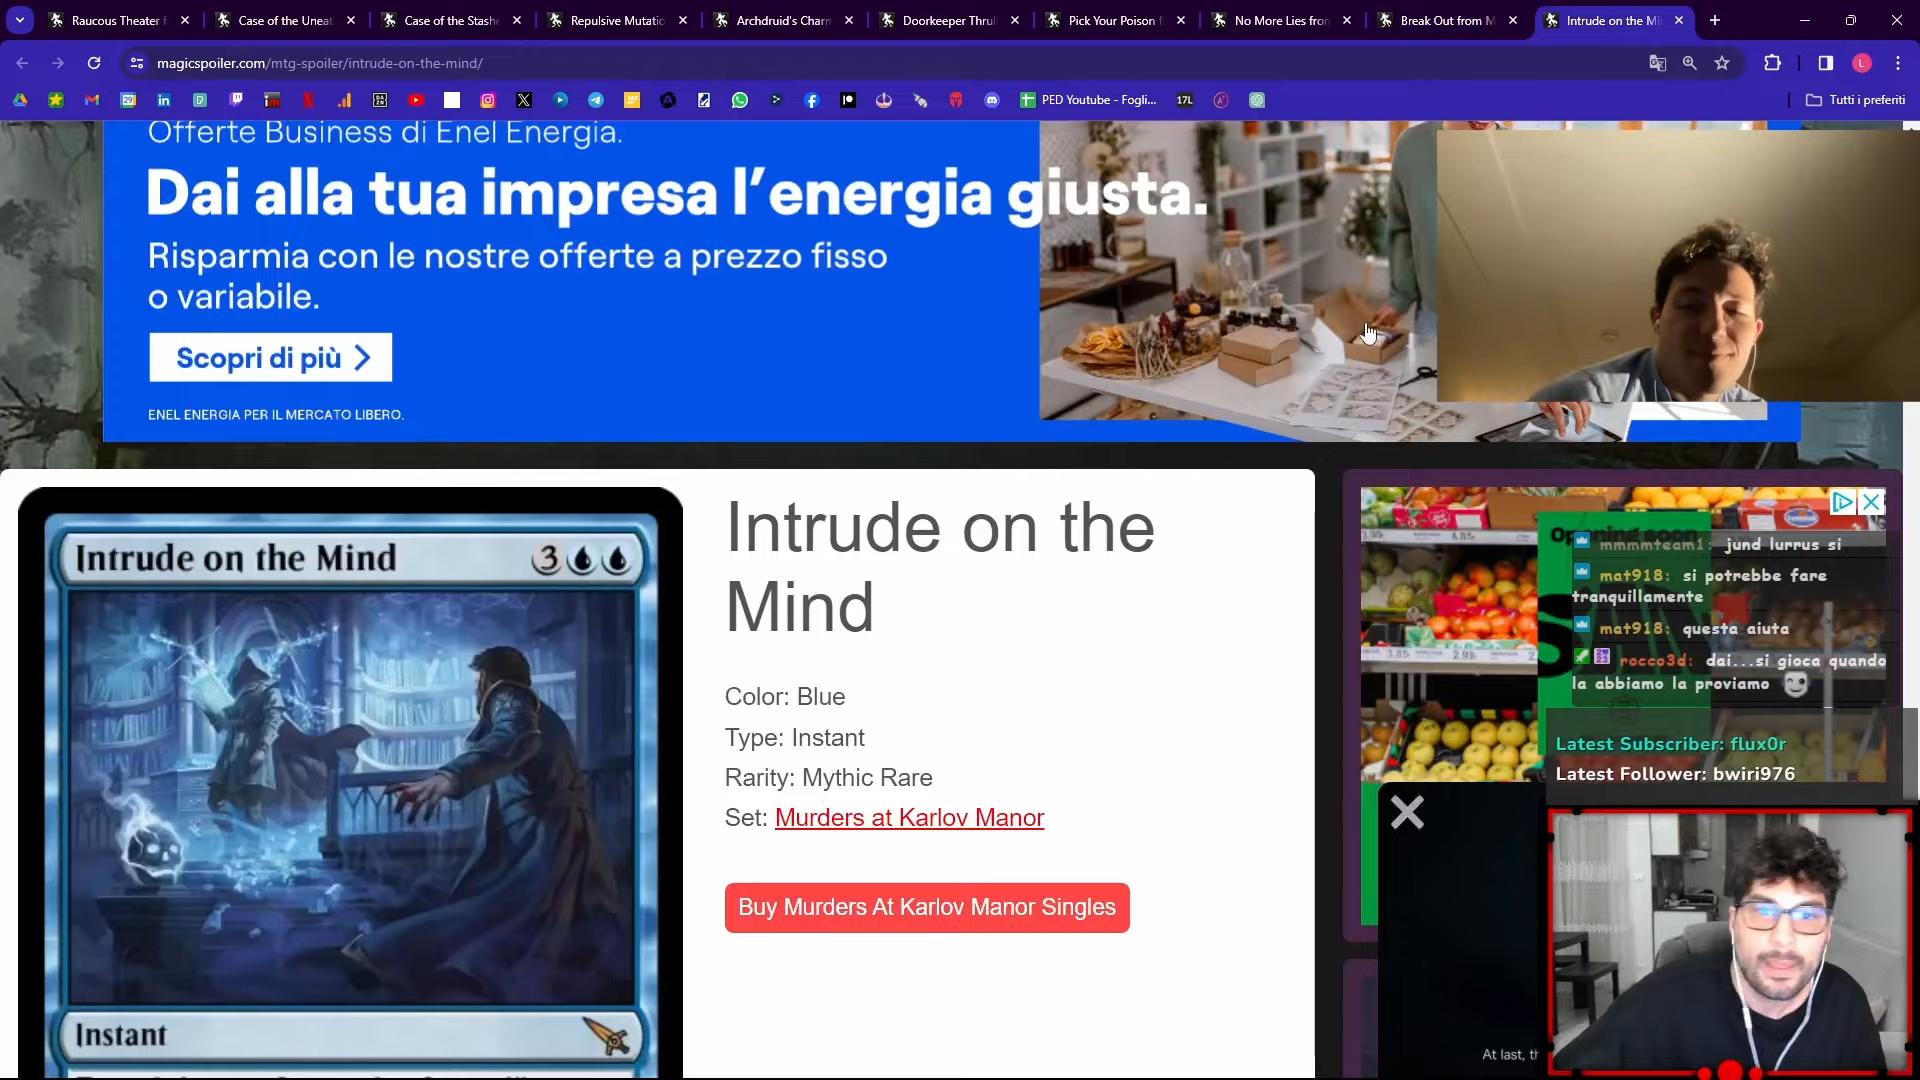 Raucous Theater f
Case of the Uneat
Case of the Stashe
Repulsive Mutatio
Archdruid's Charm
Doorkeeper Thrull
Pick Your Poison f
No More Lies from
Break Out from M
Intrude on the Mi
magicspoiler.com/mtg-spoiler/intrude-on-the-mind/
L
PED Youtube - Fogli...
17L
Tutti i preferiti
Offerte Business di Enel Energia.
Dai alla tua impresa l'energia giusta.
Risparmia con le nostre offerte a prezzo fisso
o variabile.
Scopri di più
ENEL ENERGIA PER IL MERCATO LIBERO.
Intrude on the Mind 3
Instant
Intrude on the
Mind
Color: Blue
Type: Instant
Rarity: Mythic Rare
Set: Murders at Karlov Manor
Buy Murders At Karlov Manor Singles
mmmmteam1: jund lurrus si
mat918: si potrebbe fare
tranquillamente
mat918: questa aiuta
rocco3d: dai...si gioca quando
la abbiamo la proviamo
Latest Subscriber: flux0r
Latest Follower: bwiri976
At last, th